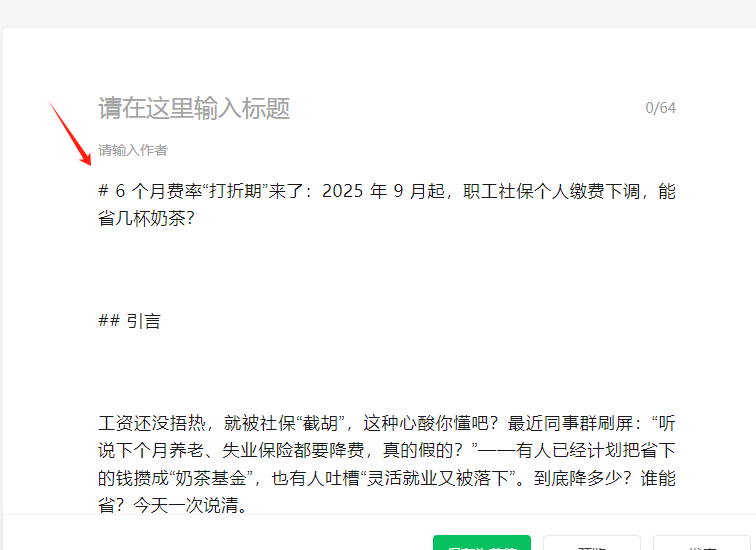 请在这里输入标题 0/64
请输入作者
# 6 个月费率“打折期”来了：2025 年 9 月起，职工社保个人缴费下调，能
省几杯奶茶？
## 引言
工资还没捂热，就被社保“截胡”，这种心酸你懂吧？最近同事群刷屏：“听
说下个月养老、失业保险都要降费，真的假的？”——有人已经计划把省下
的钱攒成“奶茶基金”，也有人吐槽“灵活就业又被落下”。到底降多少？谁能
省？今天一次说清。